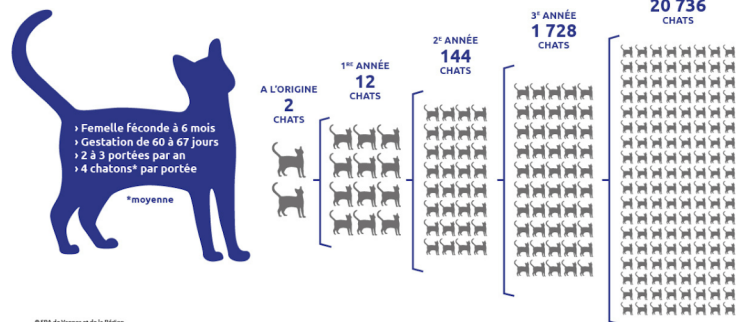 › Femelle féconde à 6 mois
› Gestation de 60 à 67 jours
› 2 à 3 portées par an
› 4 chatons* par portée
*moyenne
A L'ORIGINE
2
CHATS
1RE ANNÉE
12
CHATS
2E ANNÉE
144
CHATS
3E ANNÉE
1 728
CHATS
20 736
CHATS